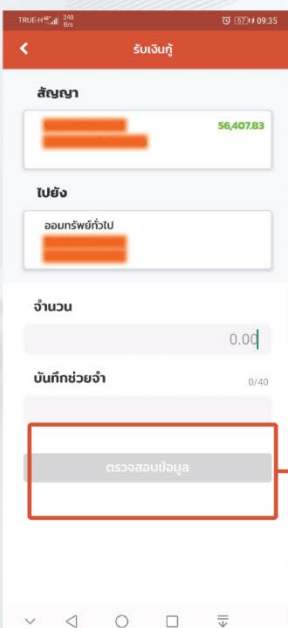 TRUE-H 4G 240 B/s 67 09:35
รับเงินกู้
สัญญา
56,407.83
ไปยัง
ออมทรัพย์ทั่วไป
จำนวน
0.00
บันทึกช่วยจำ
0/40
ตรวจสอบข้อมูล